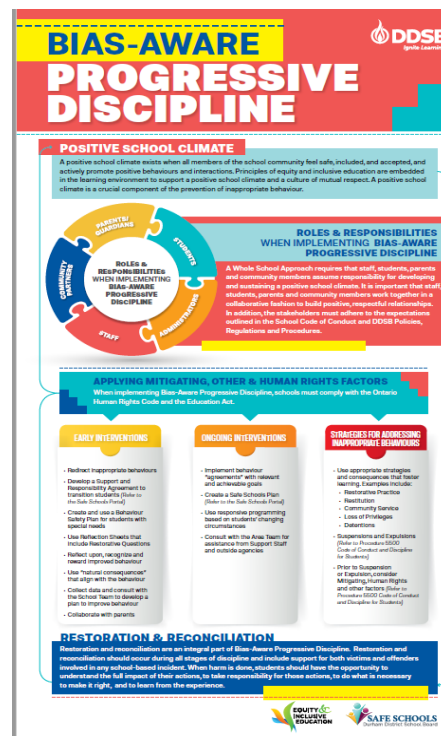 BIAS-AWARE
DDSB
Ignite Learning
PROGRESSIVE
DISCIPLINE
POSITIVE SCHOOL CLIMATE
A positive school climate exists when all members of the school community feel safe, included, and accepted, and
actively promote positive behaviours and interactions. Principles of equity and inclusive education are embedded
in the learning environment to support a positive school climate and a culture of mutual respect. A positive school
climate is a crucial component of the prevention of inappropriate behaviour.
PARENTS/
GUARDIANS
STUDENTS
COMMUNITY
PARTNERS
STAFF
ADMINISTRATORS
ROLES &
RESPONSIBILITIES
WHEN IMPLEMENTING
BIAS-AWARE
PROGRESSIVE
DISCIPLINE
ROLES & RESPONSIBILITIES
WHEN IMPLEMENTING BIAS-AWARE
PROGRESSIVE DISCIPLINE
A Whole School Approach requires that staff, students, parents
and community members assume responsibility for developing
and sustaining a positive school climate. It is important that staff,
students, parents and community members work together in a
collaborative fashion to build positive, respectful relationships.
In addition, the stakeholders must adhere to the expectations
outlined in the School Code of Conduct and DDSB Policies,
Regulations and Procedures.
APPLYING MITIGATING, OTHER & HUMAN RIGHTS FACTORS
When implementing Bias-Aware Progressive Discipline, schools must comply with the Ontario
Human Rights Code and the Education Act.
EARLY INTERVENTIONS
• Redirect inappropriate behaviours
• Develop a Support and
Responsibility Agreement to
transition students (Refer to
the Safe Schools Portal)
• Create and use a Behaviour
Safety Plan for students with
special needs
• Use Reflection Sheets that
include Restorative Questions
• Reflect upon, recognize and
reward improved behaviour
• Use "natural consequences"
that align with the behaviour
• Collect data and consult with
the School Team to develop a
plan to improve behaviour
• Collaborate with parents
ONGOING INTERVENTIONS
• Implement behaviour
"agreements" with relevant
and achievable goals
• Create a Safe Schools Plan
(Refer to the Safe Schools Portal)
• Use responsive programming
based on students' changing
circumstances
• Consult with the Area Team for
assistance from Support Staff
and outside agencies
STRATEGIES FOR ADDRESSING
INAPPROPRIATE BEHAVIOURS
• Use appropriate strategies
and consequences that foster
learning. Examples include:
• Restorative Practice
• Restitution
• Community Service
• Loss of Privileges
• Detentions
• Suspensions and Expulsions
(Refer to Procedure 5500
Code of Conduct and Discipline
for Students)
• Prior to Suspension
or Expulsion, consider
Mitigating, Human Rights
and other factors (Refer to
Procedure 5500 Code of Conduct
and Discipline for Students)
RESTORATION & RECONCILIATION
Restoration and reconciliation are an integral part of Bias-Aware Progressive Discipline. Restoration and
reconciliation should occur during all stages of discipline and include support for both victims and offenders
involved in any school-based incident. When harm is done, students should have the opportunity to
understand the full impact of their actions, to take responsibility for those actions, to do what is necessary
to make it right, and to learn from the experience.
EQUITY &
INCLUSIVE
EDUCATION
SAFE SCHOOLS
Durham District School Board